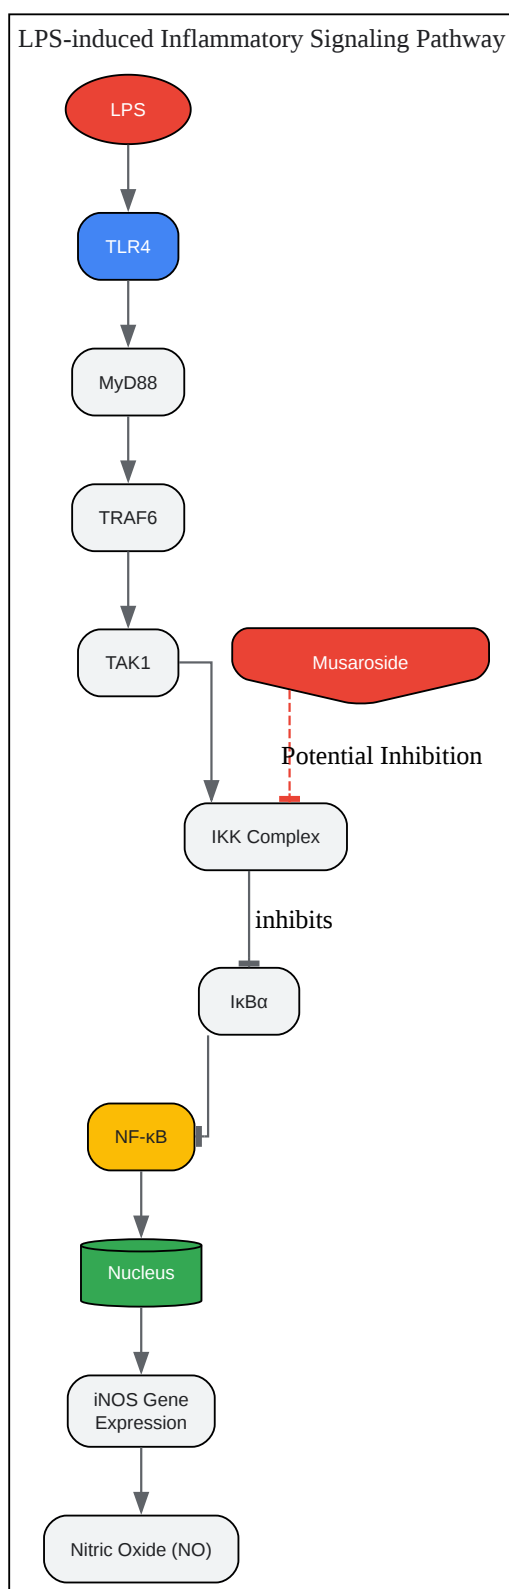 LPS-induced Inflammatory Signaling Pathway
LPS
TLR4
MyD88
TRAF6
TAK1
Musaroside
Potential Inhibition
IKK Complex
inhibits
IκBα
NF-κB
Nucleus
iNOS Gene
Expression
Nitric Oxide (NO)